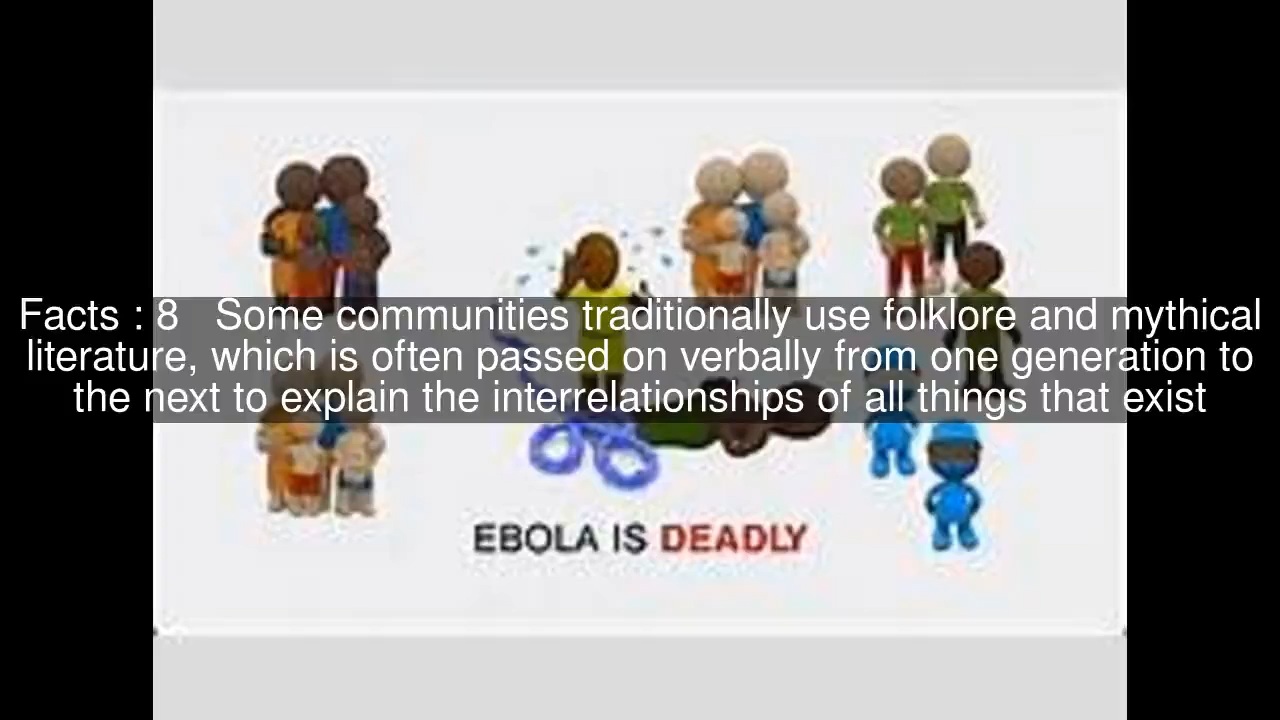 Facts : 8 Some communities traditionally use folklore and mythical
literature, which is often passed on verbally from one generation to
the next to explain the interrelationships of all things that exist
EBOLA IS DEADLY